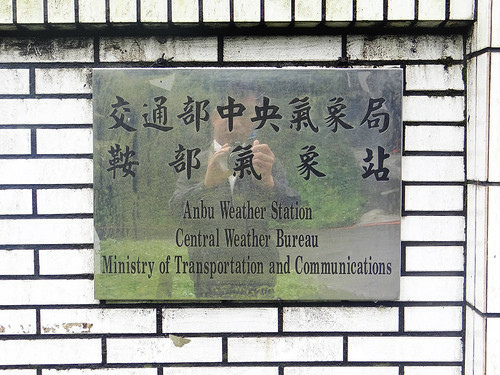 交通部中央氣象局
鞍部氣象站
Anbu Weather Station
Central Weather Bureau
Ministry of Transportation and Communications